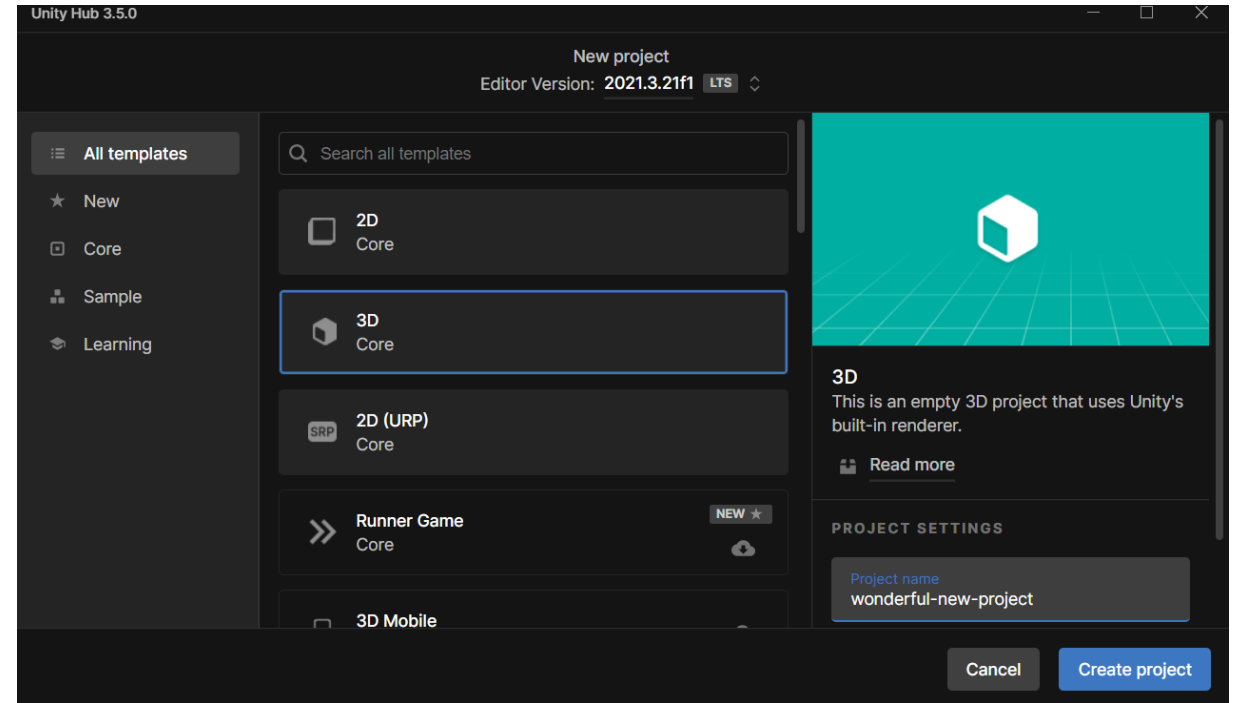 Unity Hub 3.5.0
New project
Editor Version: 2021.3.21f1 LTS
All templates
New
Core
Sample
Learning
Search all templates
2D
Core
3D
Core
SRP
2D (URP)
Core
Runner Game
Core
NEW
3D Mobile
3D
This is an empty 3D project that uses Unity's
built-in renderer.
Read more
PROJECT SETTINGS
Project name
wonderful-new-project
Cancel
Create project